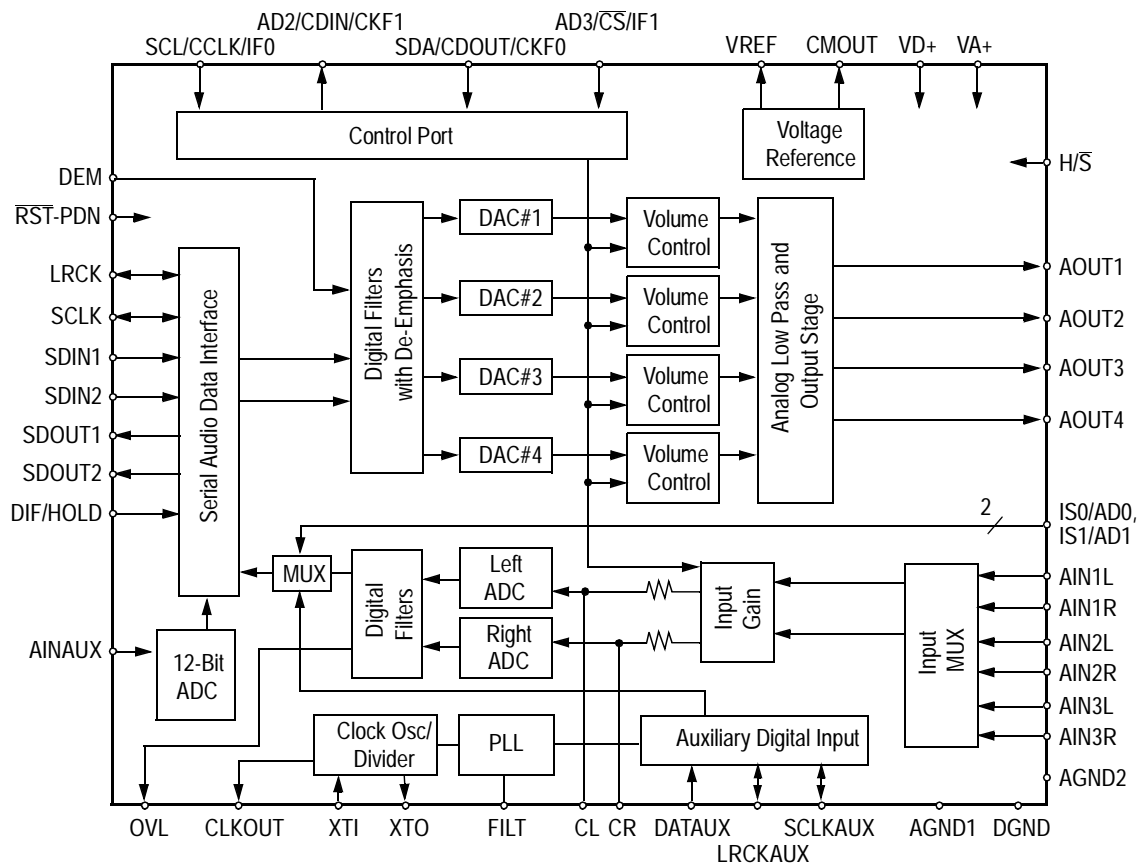 AD2/CDIN/CKF1
AD3/C̅S̅/IF1
SCL/CCLK/IF0
SDA/CDOUT/CKF0
VREF
CMOUT
VD+
VA+
Control Port
Voltage
Reference
H/S̅
DEM
R̅S̅T̅-PDN
LRCK
SCLK
SDIN1
SDIN2
SDOUT1
SDOUT2
DIF/HOLD
Serial Audio Data Interface
Digital Filters
with De-Emphasis
DAC#1
DAC#2
DAC#3
DAC#4
Volume
Control
Volume
Control
Volume
Control
Volume
Control
Analog Low Pass and
Output Stage
AOUT1
AOUT2
AOUT3
AOUT4
2
IS0/AD0,
IS1/AD1
MUX
Digital
Filters
Left
ADC
Right
ADC
Input
Gain
Input
MUX
AIN1L
AIN1R
AIN2L
AIN2R
AIN3L
AIN3R
AINAUX
12-Bit
ADC
Clock Osc/
Divider
PLL
Auxiliary Digital Input
AGND2
OVL
CLKOUT
XTI
XTO
FILT
CL
CR
DATAUX
LRCKAUX
SCLKAUX
AGND1
DGND